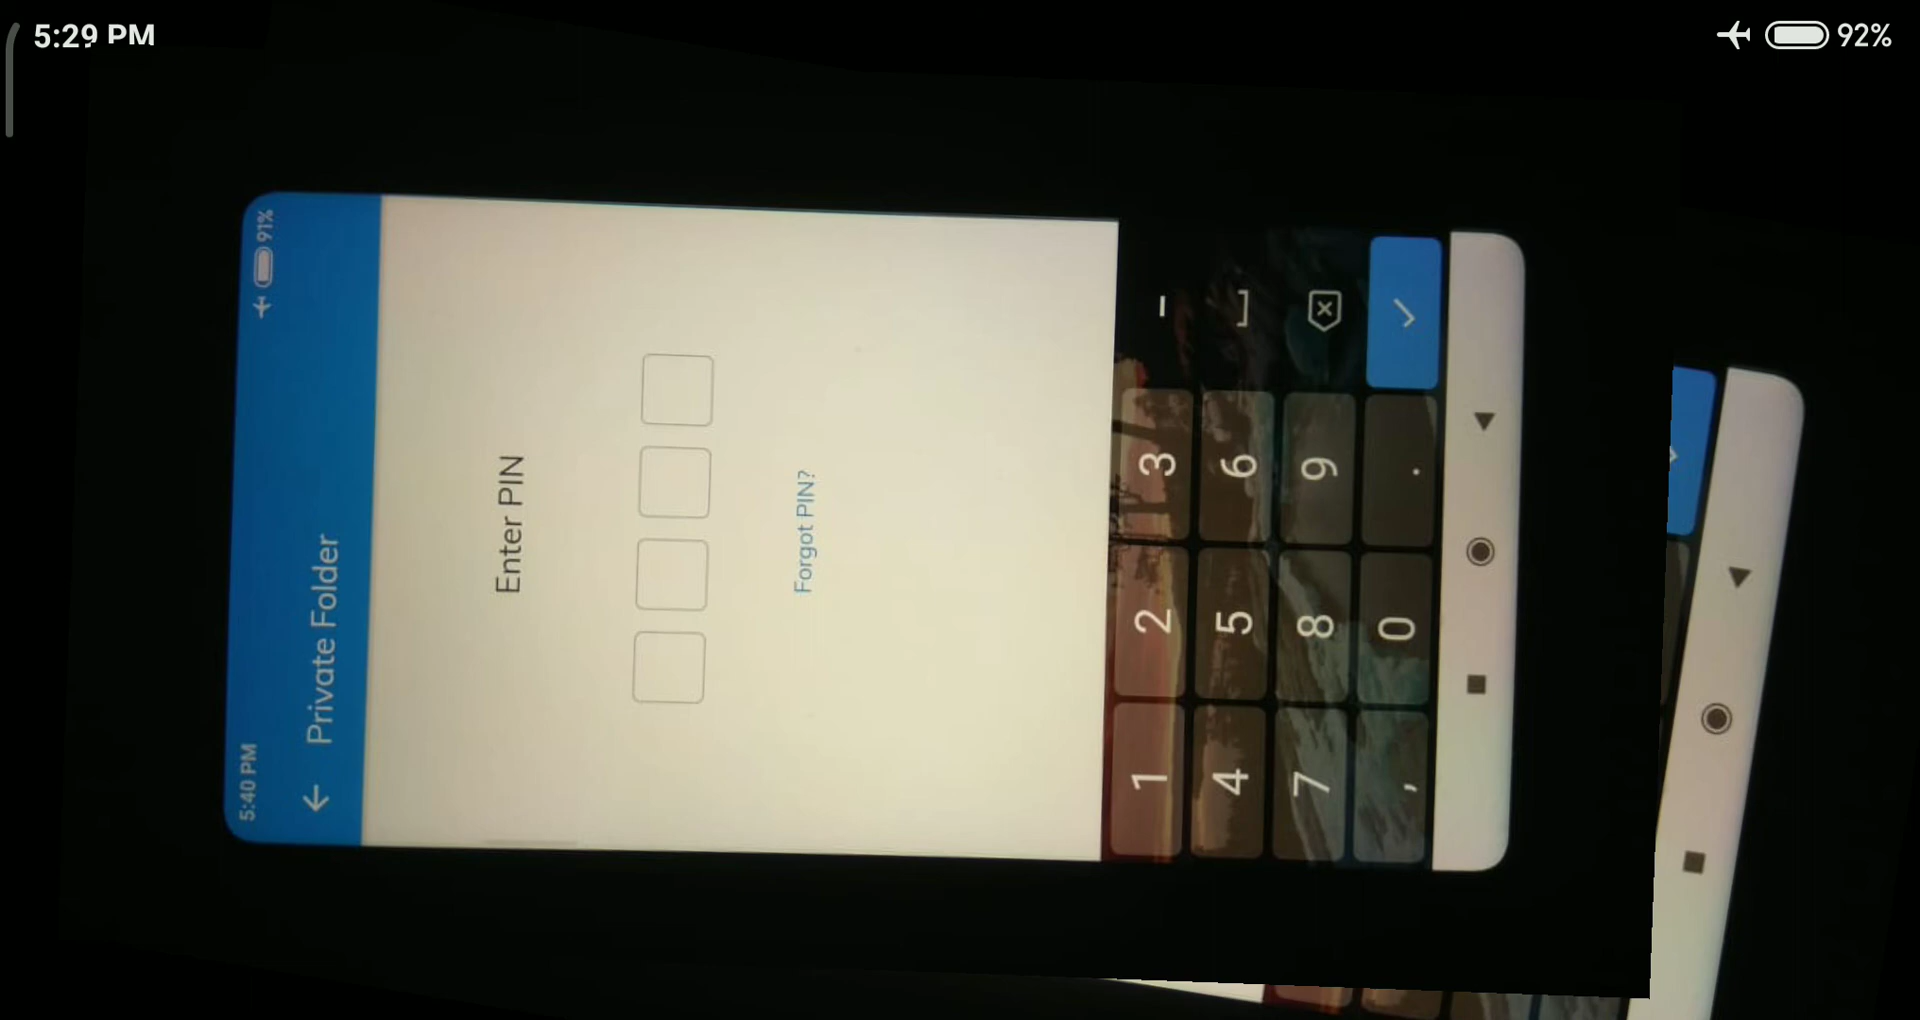 5:29 PM
92%
5:40 PM
91%
Private Folder
Enter PIN
Forgot PIN?
1 2 3 -
4 5 6
7 8 9
, 0 .